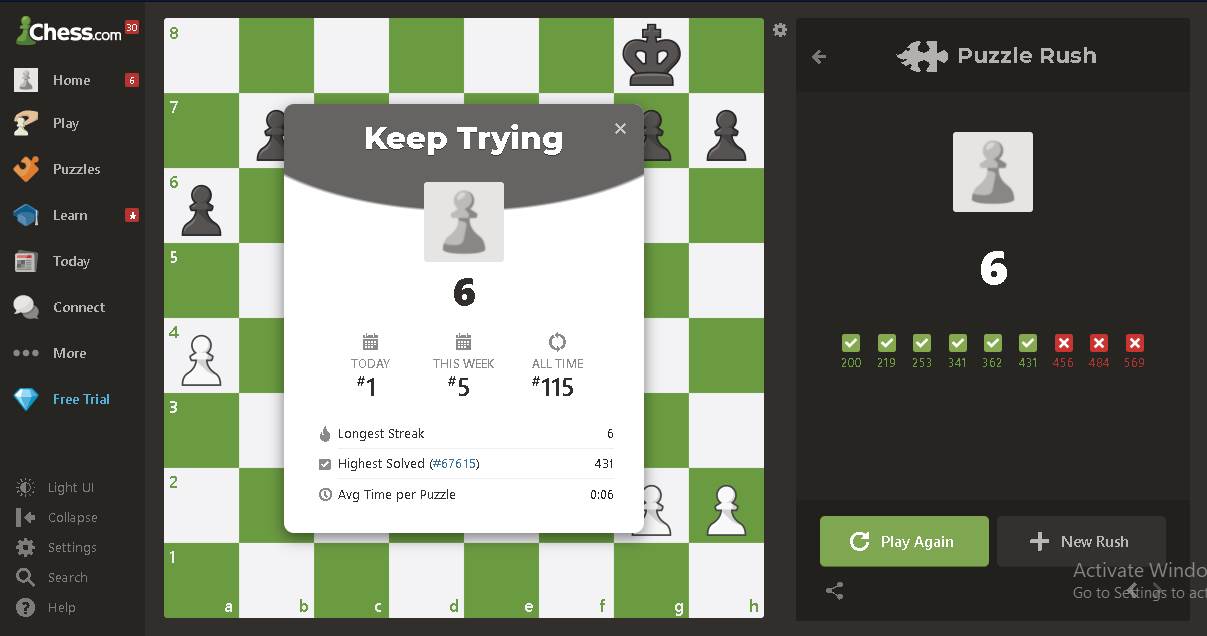 Chess.com 30
Home 6
Play
Puzzles
Learn
Today
Connect
More
Free Trial
Light UI
Collapse
Settings
Search
Help
8
7
6
5
4
3
2
1
a b c d e f g h
Keep Trying
6
TODAY THIS WEEK ALL TIME
#1 #5 #115
Longest Streak 6
Highest Solved (#67615) 431
Avg Time per Puzzle 0:06
Puzzle Rush
6
200 219 253 341 362 431 456 484 569
Play Again New Rush
Activate Windo
Go to Settings to act